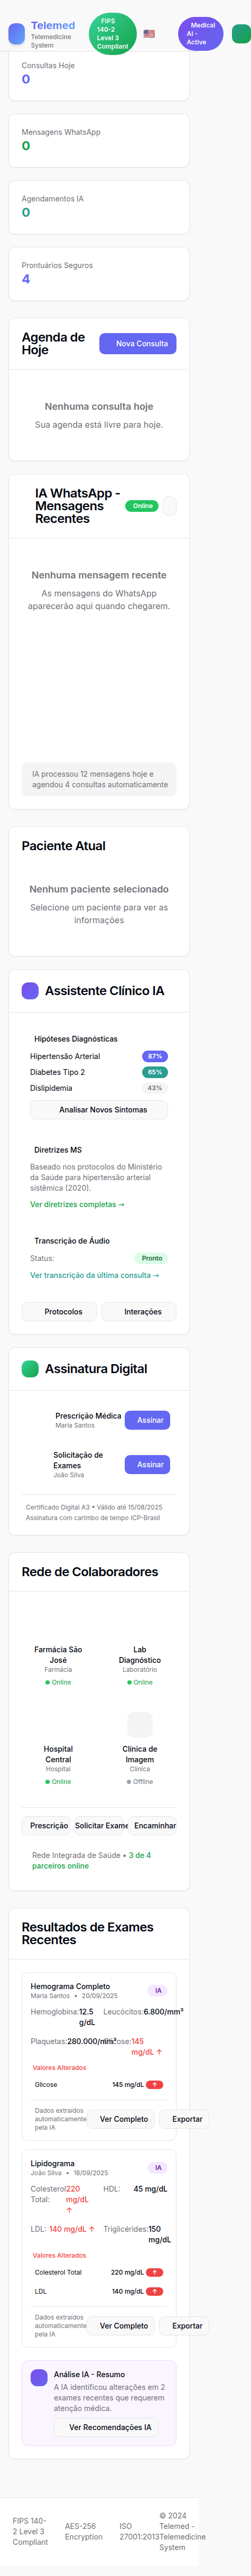 Telemed
Telemedicine
System
FIPS
140-2
Level 3
Compliant
Medical
AI -
Active
Consultas Hoje
0
Mensagens WhatsApp
0
Agendamentos IA
0
Prontuários Seguros
4
Agenda de
Hoje
Nova Consulta
Nenhuma consulta hoje
Sua agenda está livre para hoje.
IA WhatsApp -
Mensagens
Recentes
Online
Nenhuma mensagem recente
As mensagens do WhatsApp
aparecerão aqui quando chegarem.
IA processou 12 mensagens hoje e
agendou 4 consultas automaticamente
Paciente Atual
Nenhum paciente selecionado
Selecione um paciente para ver as
informações
Assistente Clínico IA
Hipóteses Diagnósticas
Hipertensão Arterial 87%
Diabetes Tipo 2 65%
Dislipidemia 43%
Analisar Novos Sintomas
Diretrizes MS
Baseado nos protocolos do Ministério
da Saúde para hipertensão arterial
sistêmica (2020).
Ver diretrizes completas →
Transcrição de Áudio
Status: Pronto
Ver transcrição da última consulta →
Protocolos Interações
Assinatura Digital
Prescrição Médica
Maria Santos
Assinar
Solicitação de
Exames
João Silva
Assinar
Certificado Digital A3 • Válido até 15/08/2025
Assinatura com carimbo de tempo ICP-Brasil
Rede de Colaboradores
Farmácia São
José
Farmácia
Online
Lab
Diagnóstico
Laboratório
Online
Hospital
Central
Hospital
Online
Clínica de
Imagem
Clínica
Offline
Prescrição Solicitar Exame Encaminhar
Rede Integrada de Saúde • 3 de 4
parceiros online
Resultados de Exames
Recentes
Hemograma Completo
Maria Santos • 20/09/2025
IA
Hemoglobina: 12.5
g/dL
Leucócitos: 6.800/mm³
Plaquetas: 280.000/mm³
Glicose: 145
mg/dL ↑
Valores Alterados
Glicose 145 mg/dL ↑
Dados extraídos
automaticamente
pela IA
Ver Completo Exportar
Lipidograma
João Silva • 18/09/2025
IA
Colesterol
Total:
220
mg/dL
↑
HDL: 45 mg/dL
LDL: 140 mg/dL ↑
Triglicérides: 150
mg/dL
Valores Alterados
Colesterol Total 220 mg/dL ↑
LDL 140 mg/dL ↑
Dados extraídos
automaticamente
pela IA
Ver Completo Exportar
Análise IA - Resumo
A IA identificou alterações em 2
exames recentes que requerem
atenção médica.
Ver Recomendações IA
FIPS 140-
2 Level 3
Compliant
AES-256
Encryption
ISO
27001:2013
© 2024
Telemed -
Telemedicine
System